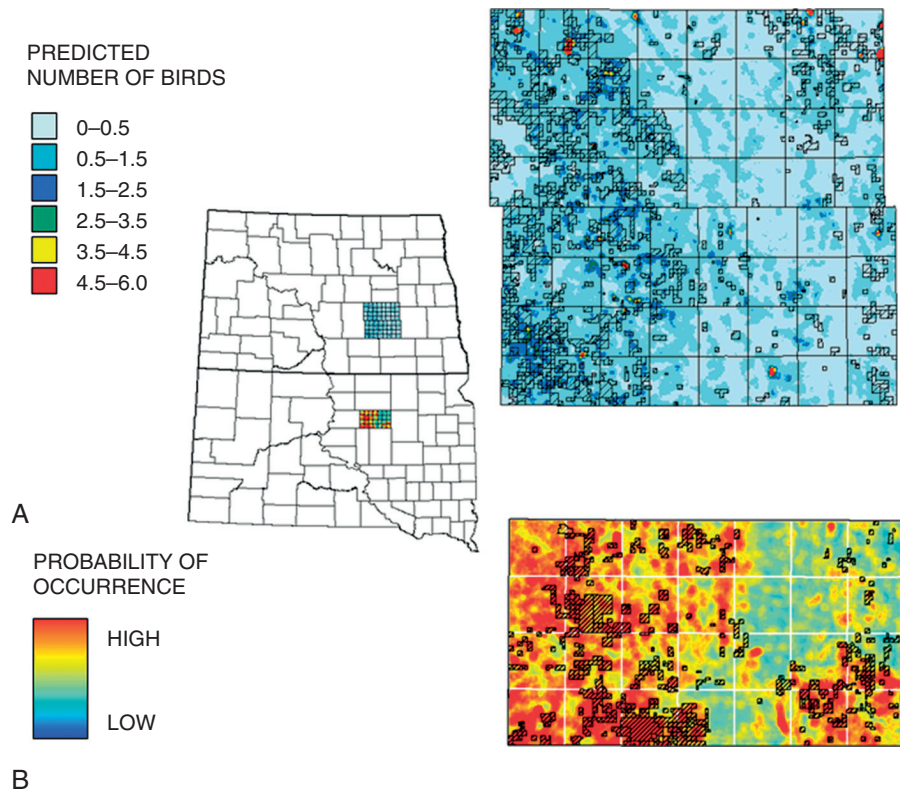 PREDICTED
NUMBER OF BIRDS
0–0.5
0.5–1.5
1.5–2.5
2.5–3.5
3.5–4.5
4.5–6.0
A
PROBABILITY OF
OCCURRENCE
HIGH
LOW
B